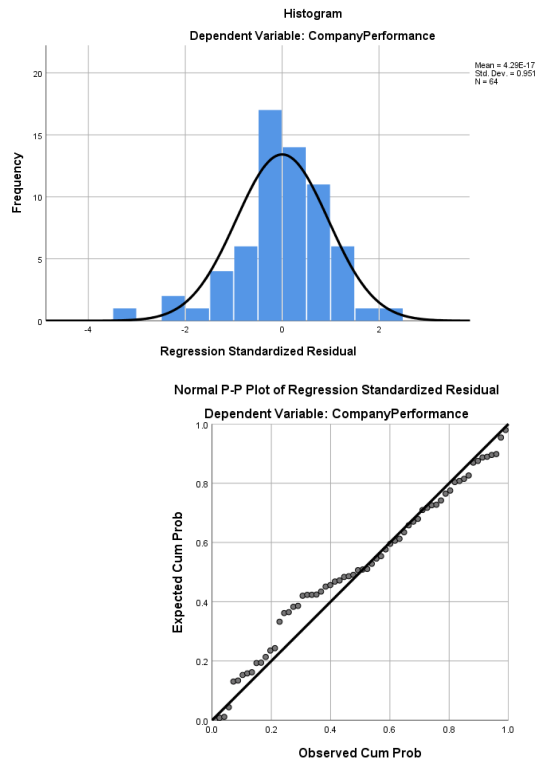 Histogram
Dependent Variable: CompanyPerformance
Mean = 4.29E-17
Std. Dev. = 0.951
N = 64
20
15
10
5
0
Frequency
-4 -2 0 2
Regression Standardized Residual
Normal P-P Plot of Regression Standardized Residual
Dependent Variable: CompanyPerformance
1.0
0.8
0.6
0.4
0.2
0.0
Expected Cum Prob
0.0 0.2 0.4 0.6 0.8 1.0
Observed Cum Prob